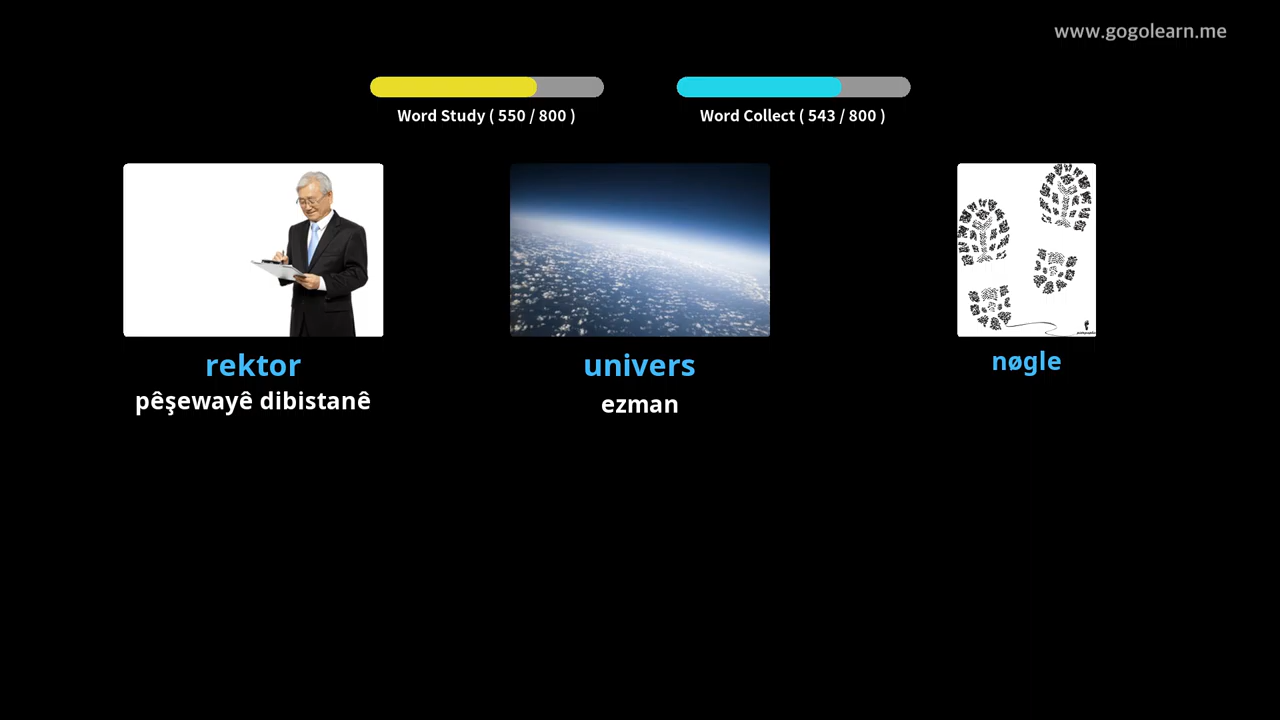 www.gogolearn.me
Word Study ( 550 / 800 )
Word Collect ( 543 / 800 )
rektor
pêşewayê dibistanê
univers
ezman
nøgle